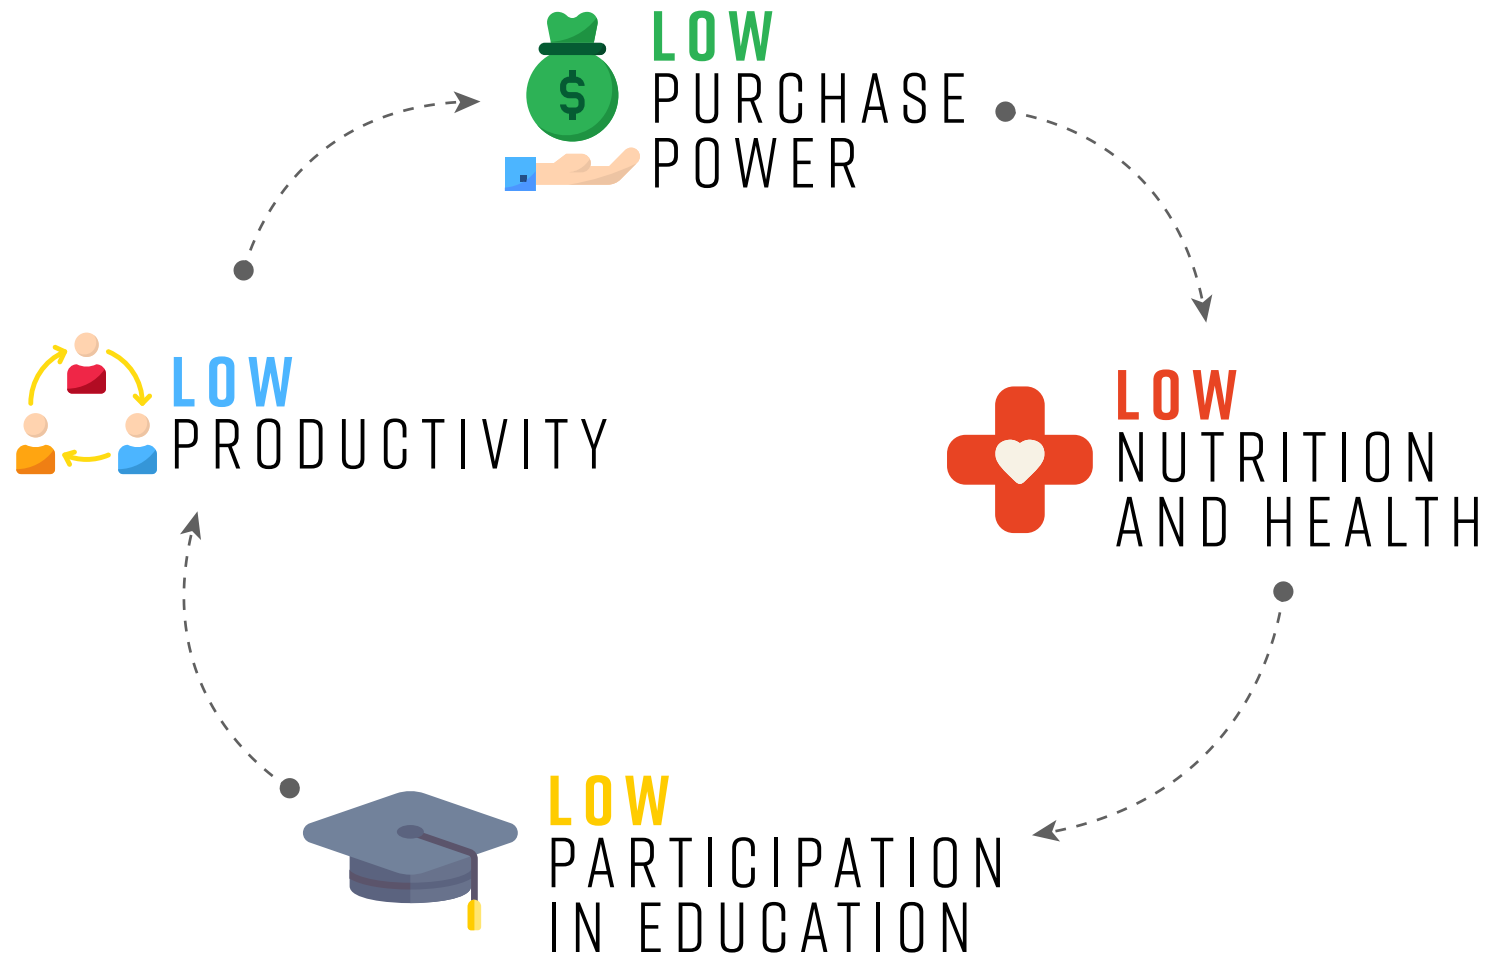 LOW
PURCHASE
POWER
LOW
NUTRITION
AND HEALTH
LOW
PARTICIPATION
IN EDUCATION
LOW
PRODUCTIVITY
$